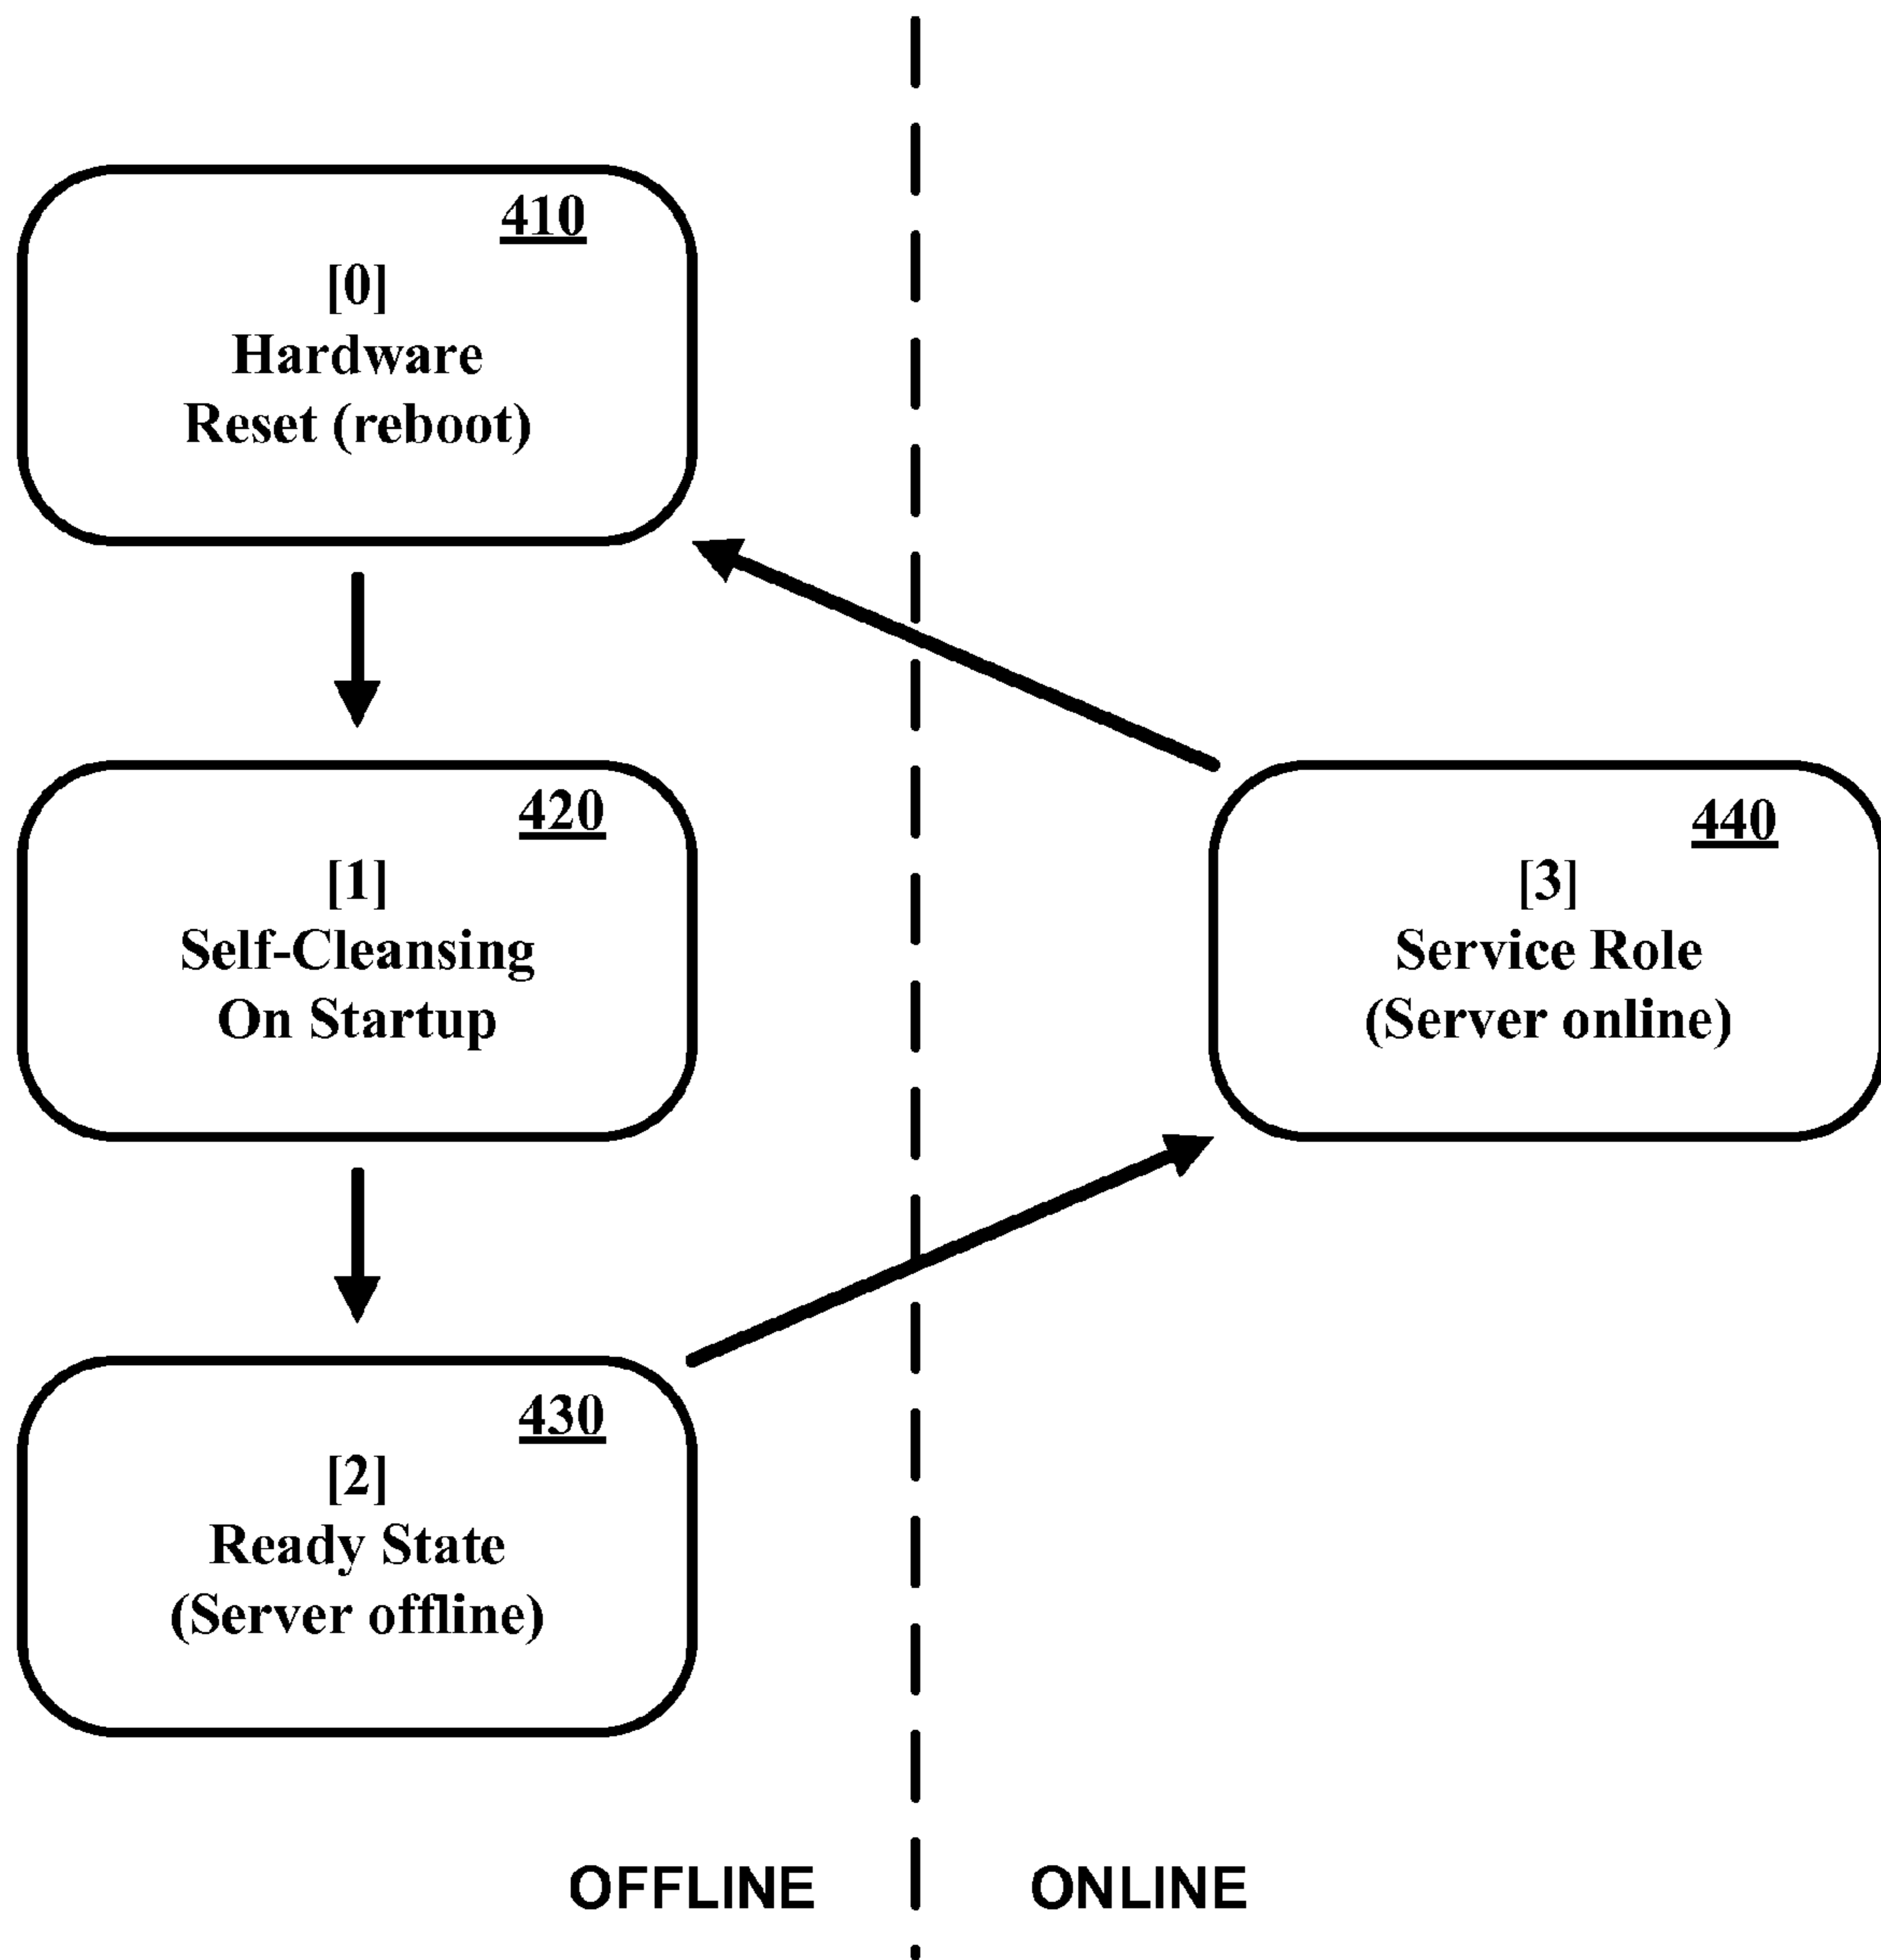 410
[0]
Hardware
Reset (reboot)
420
[1]
Self-Cleansing
On Startup
440
[3]
Service Role
(Server online)
430
[2]
Ready State
(Server offline)
OFFLINE
ONLINE